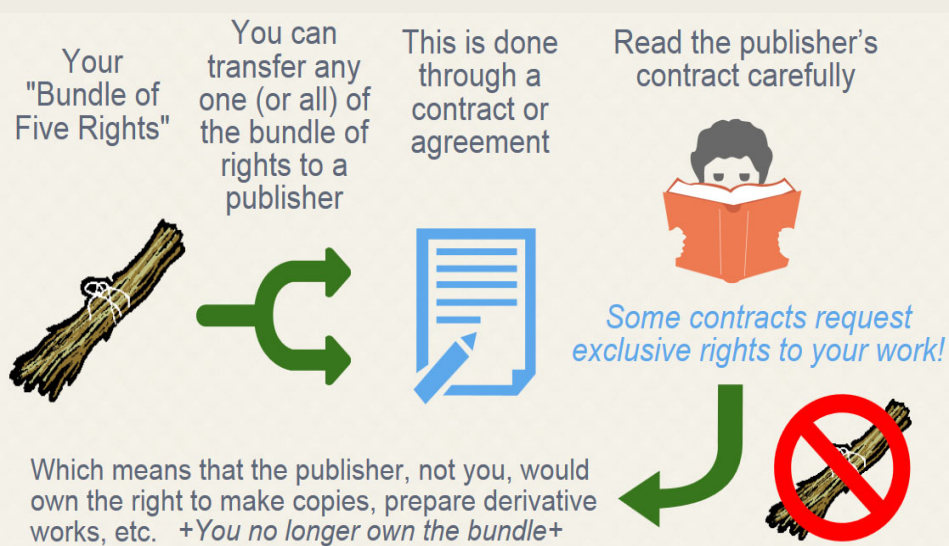 Your
"Bundle of
Five Rights"
You can
transfer any
one (or all) of
the bundle of
rights to a
publisher
This is done
through a
contract or
agreement
Read the publisher's
contract carefully
Some contracts request
exclusive rights to your work!
Which means that the publisher, not you, would
own the right to make copies, prepare derivative
works, etc. +You no longer own the bundle+